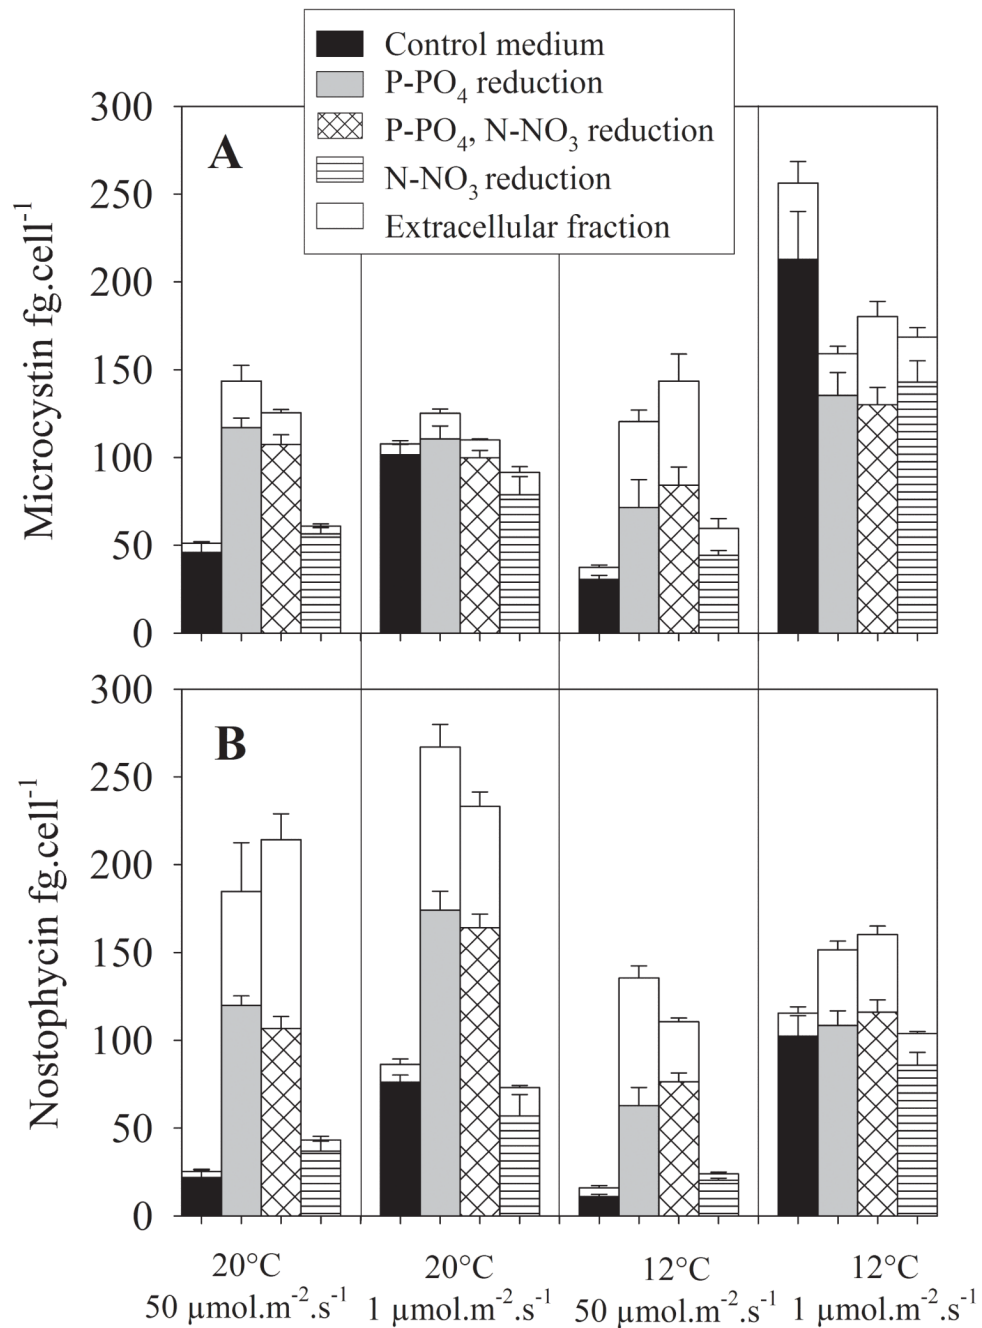 Control medium
P-PO₄ reduction
P-PO₄, N-NO₃ reduction
N-NO₃ reduction
Extracellular fraction
A
Microcystin fg.cell⁻¹
300
250
200
150
100
50
0
B
Nostophycin fg.cell⁻¹
300
250
200
150
100
50
0
20°C 20°C 12°C 12°C
50 µmol.m⁻².s⁻¹ 1 µmol.m⁻².s⁻¹ 50 µmol.m⁻².s⁻¹ 1 µmol.m⁻².s⁻¹